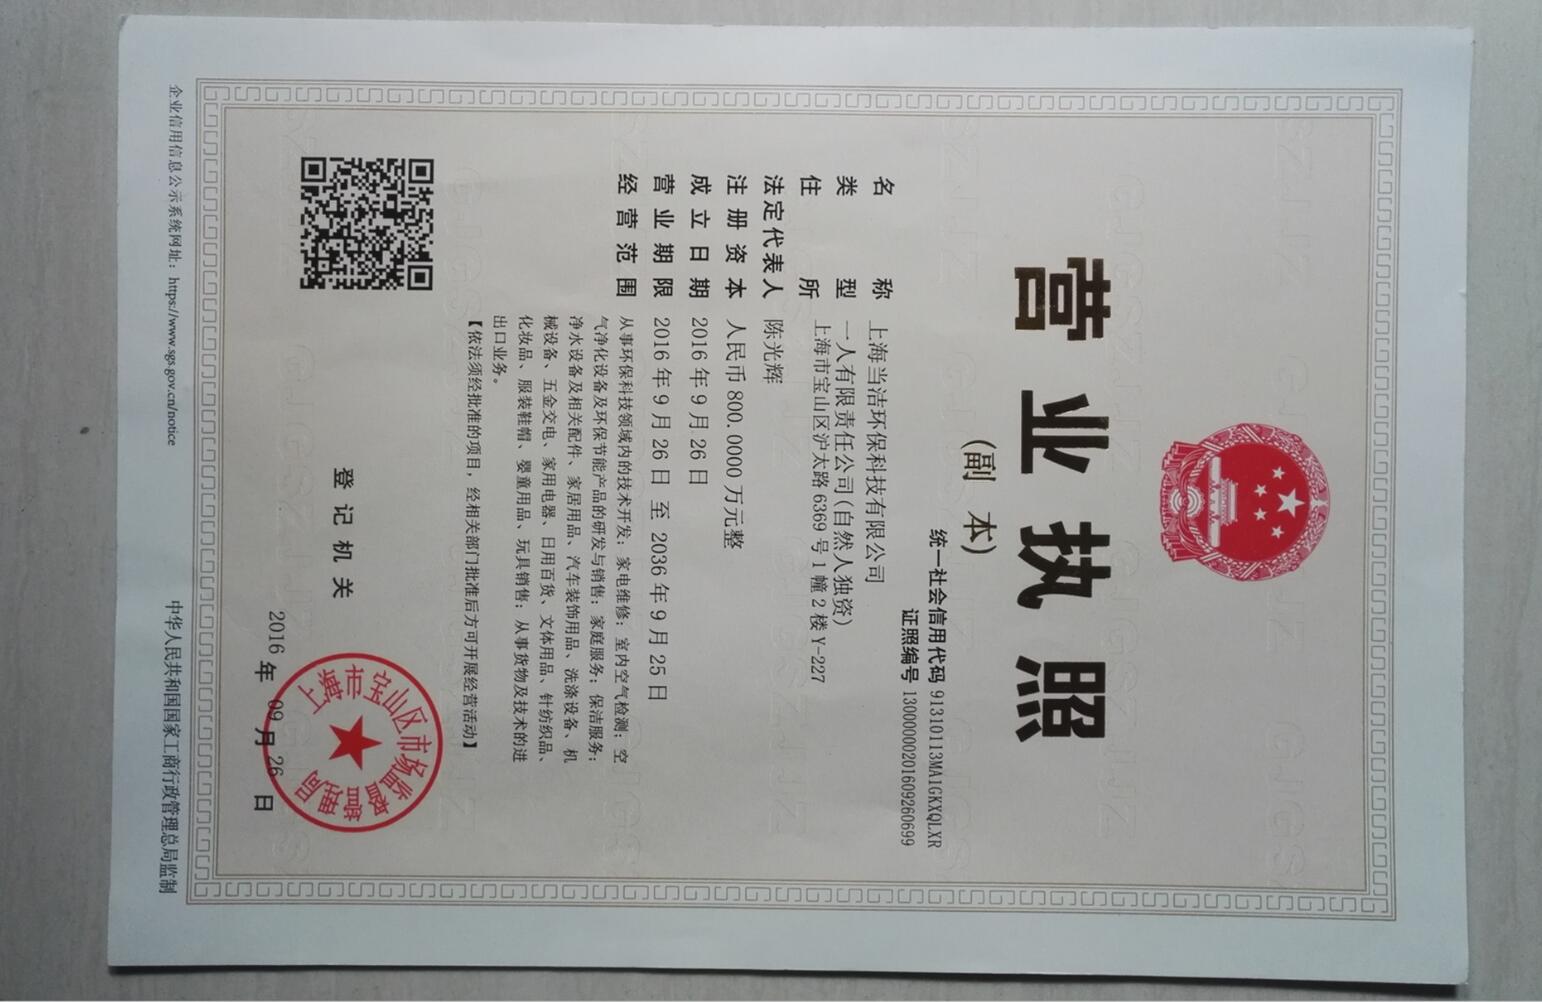 营业执照
(副 本)
统一社会信用代码 91310113MA1GKXQLXR
证照编号 13000000201609260699
名称 上海当洁环保科技有限公司
类型 一人有限责任公司(自然人独资)
住所 上海市宝山区沪太路6369号1幢2楼Y-227
法定代表人 陈光辉
注册资本 人民币800.0000万元整
成立日期 2016年9月26日
营业期限 2016年9月26日 至 2036年9月25日
经营范围 从事环保科技领域内的技术开发；家电维修；室内空气检测；空
气净化设备及环保节能产品的研发与销售；家庭服务；保洁服务；
净水设备及相关配件、家居用品、汽车装饰用品、洗涤设备、机
械设备、五金交电、家用电器、日用百货、文体用品、针纺织品、
化妆品、服装鞋帽、婴童用品、玩具销售；从事货物及技术的进
出口业务。
【依法须经批准的项目，经相关部门批准后方可开展经营活动】
登记机关
上海市宝山区市场监督管理局
2016年09月26日
企业信用信息公示系统网址：https://www.sgs.gov.cn/notice
中华人民共和国国家工商行政管理总局监制